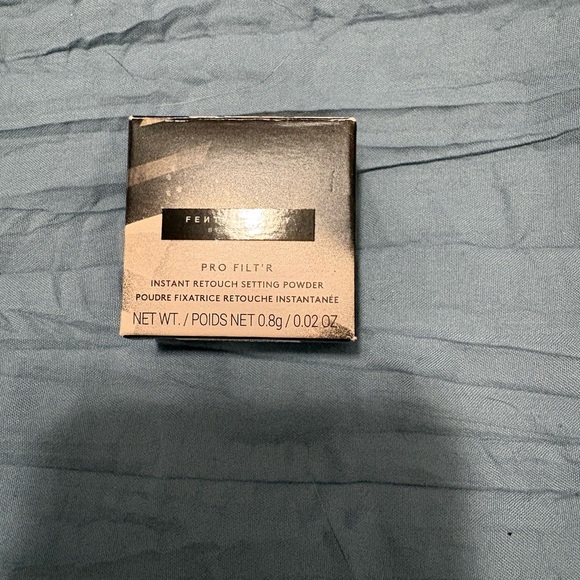 PRO FILT'R
INSTANT RETOUCH SETTING POWDER
POUDRE FIXATRICE RETOUCHE INSTANTANÉE
NET WT. / POIDS NET 0.8g / 0.02 OZ.